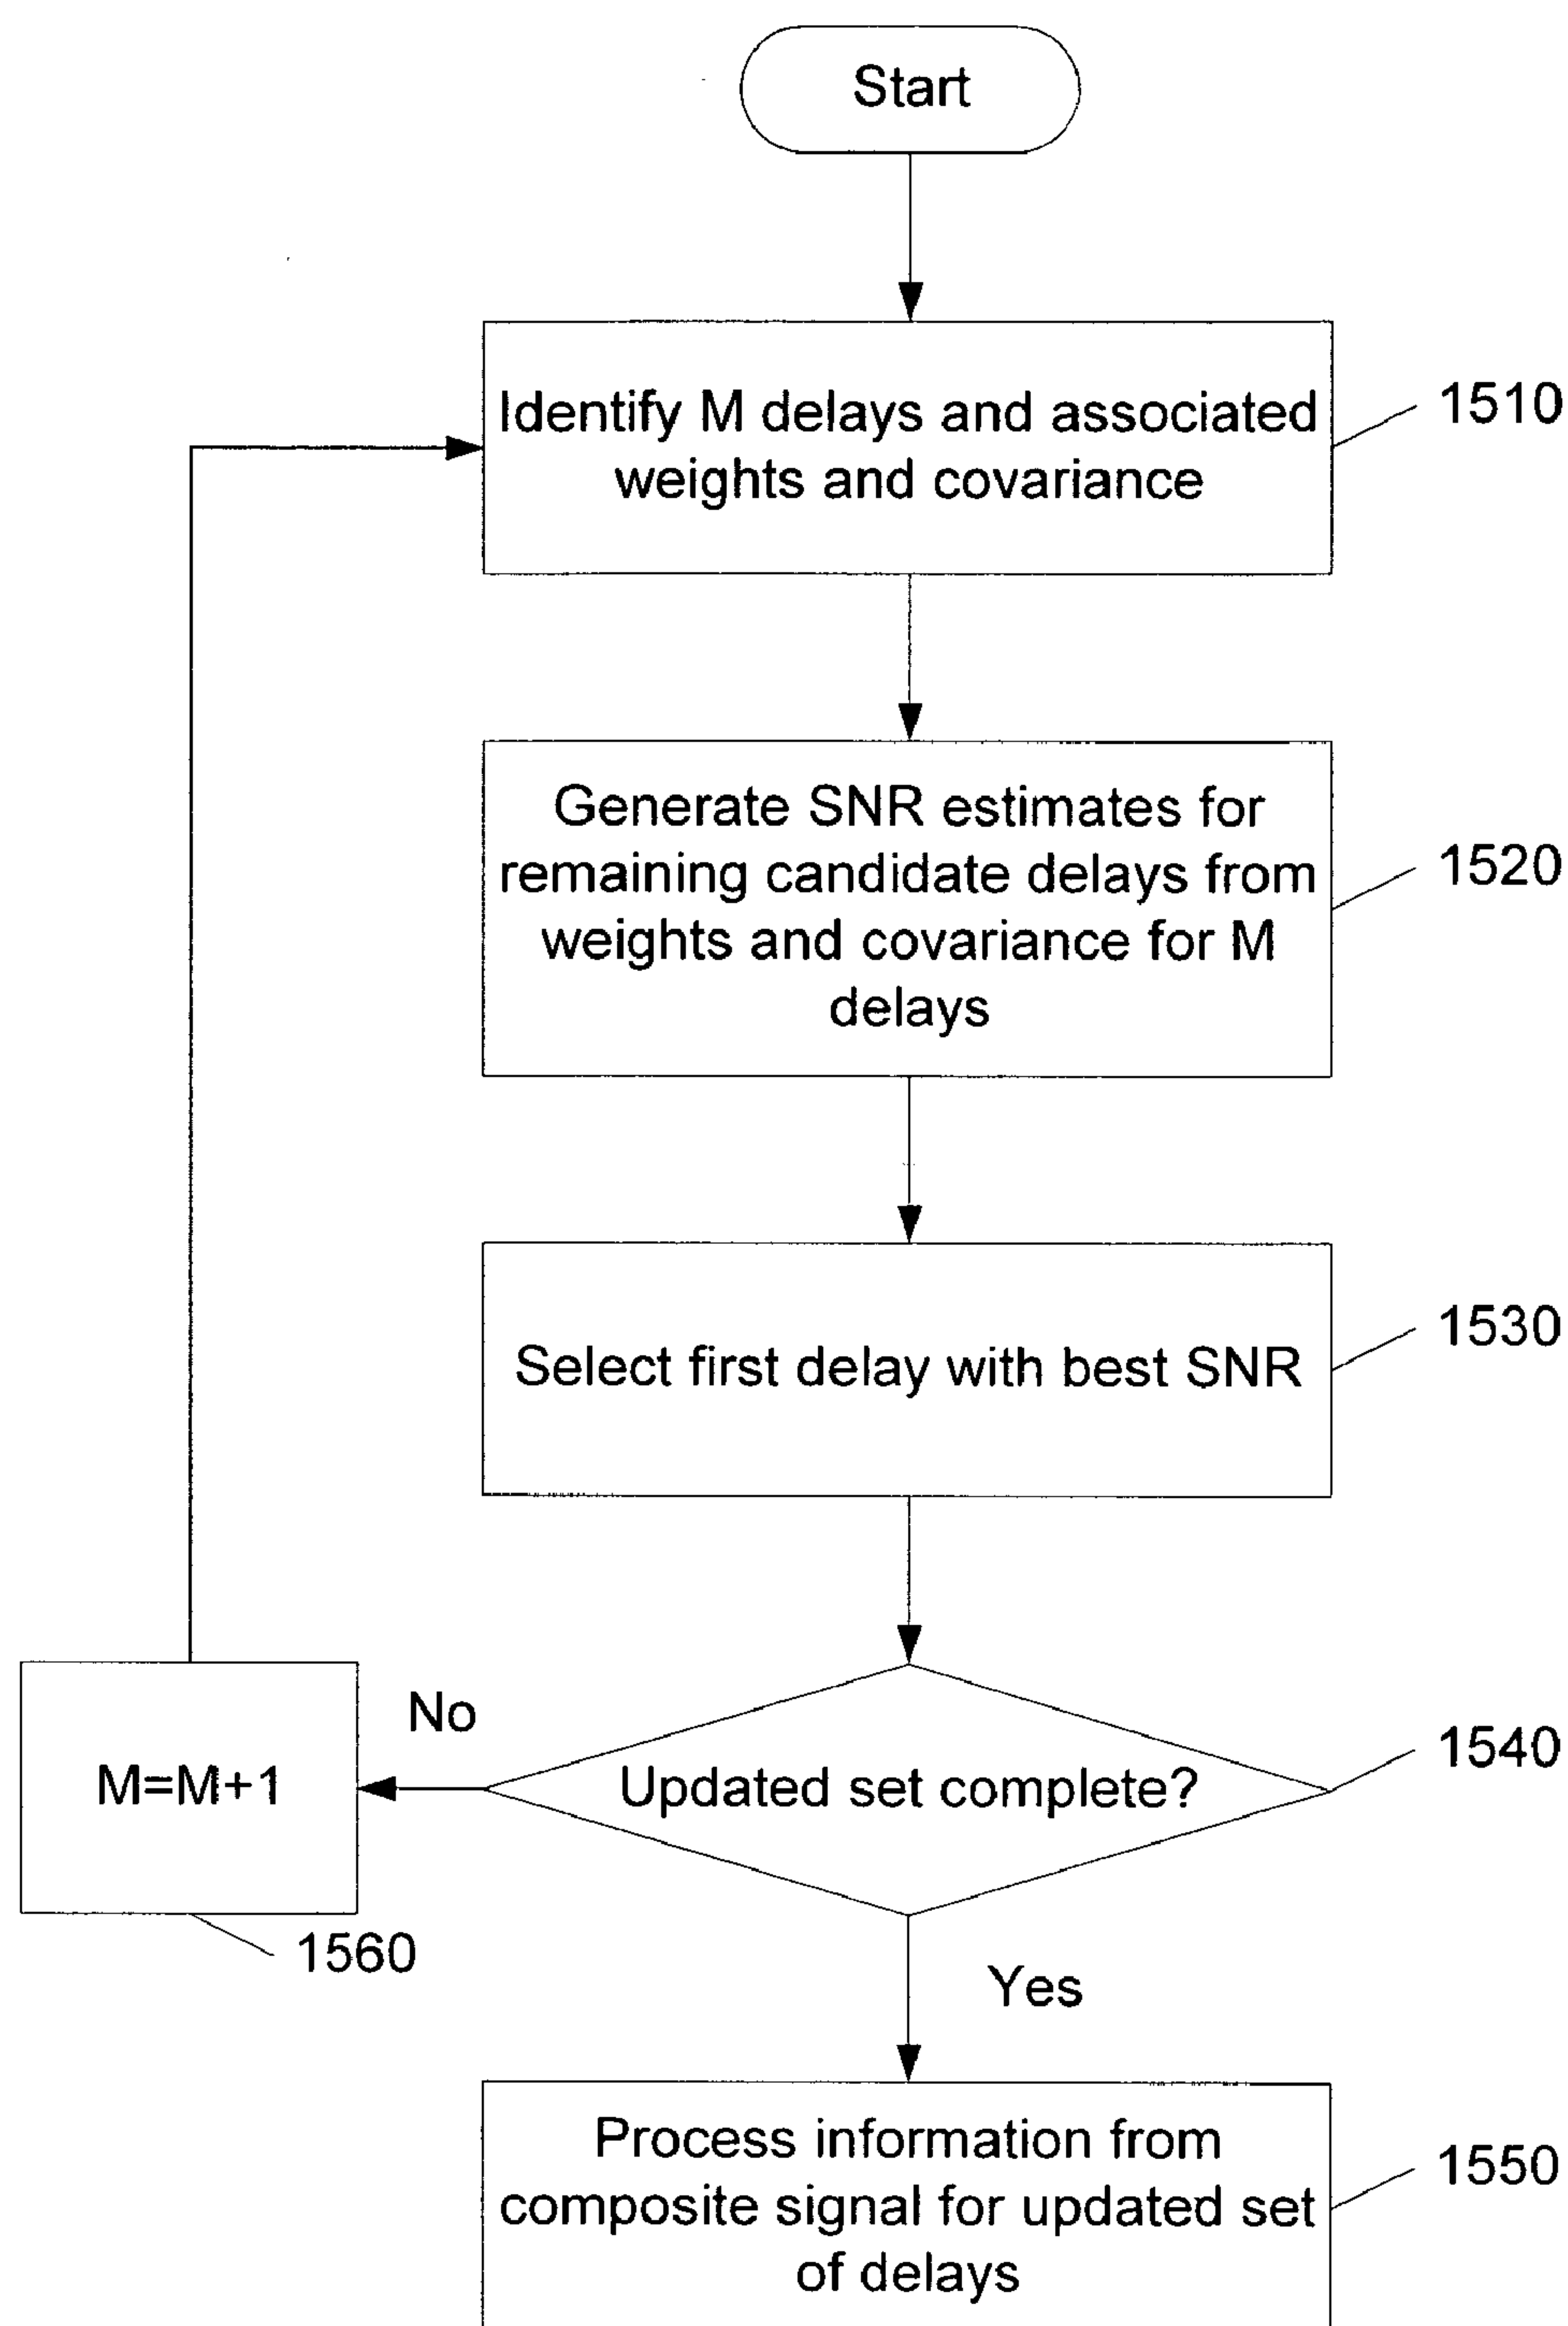 Start
Identify M delays and associated
weights and covariance
1510
Generate SNR estimates for
remaining candidate delays from
weights and covariance for M
delays
1520
Select first delay with best SNR
1530
Updated set complete?
1540
No
M=M+1
1560
Yes
Process information from
composite signal for updated set
of delays
1550